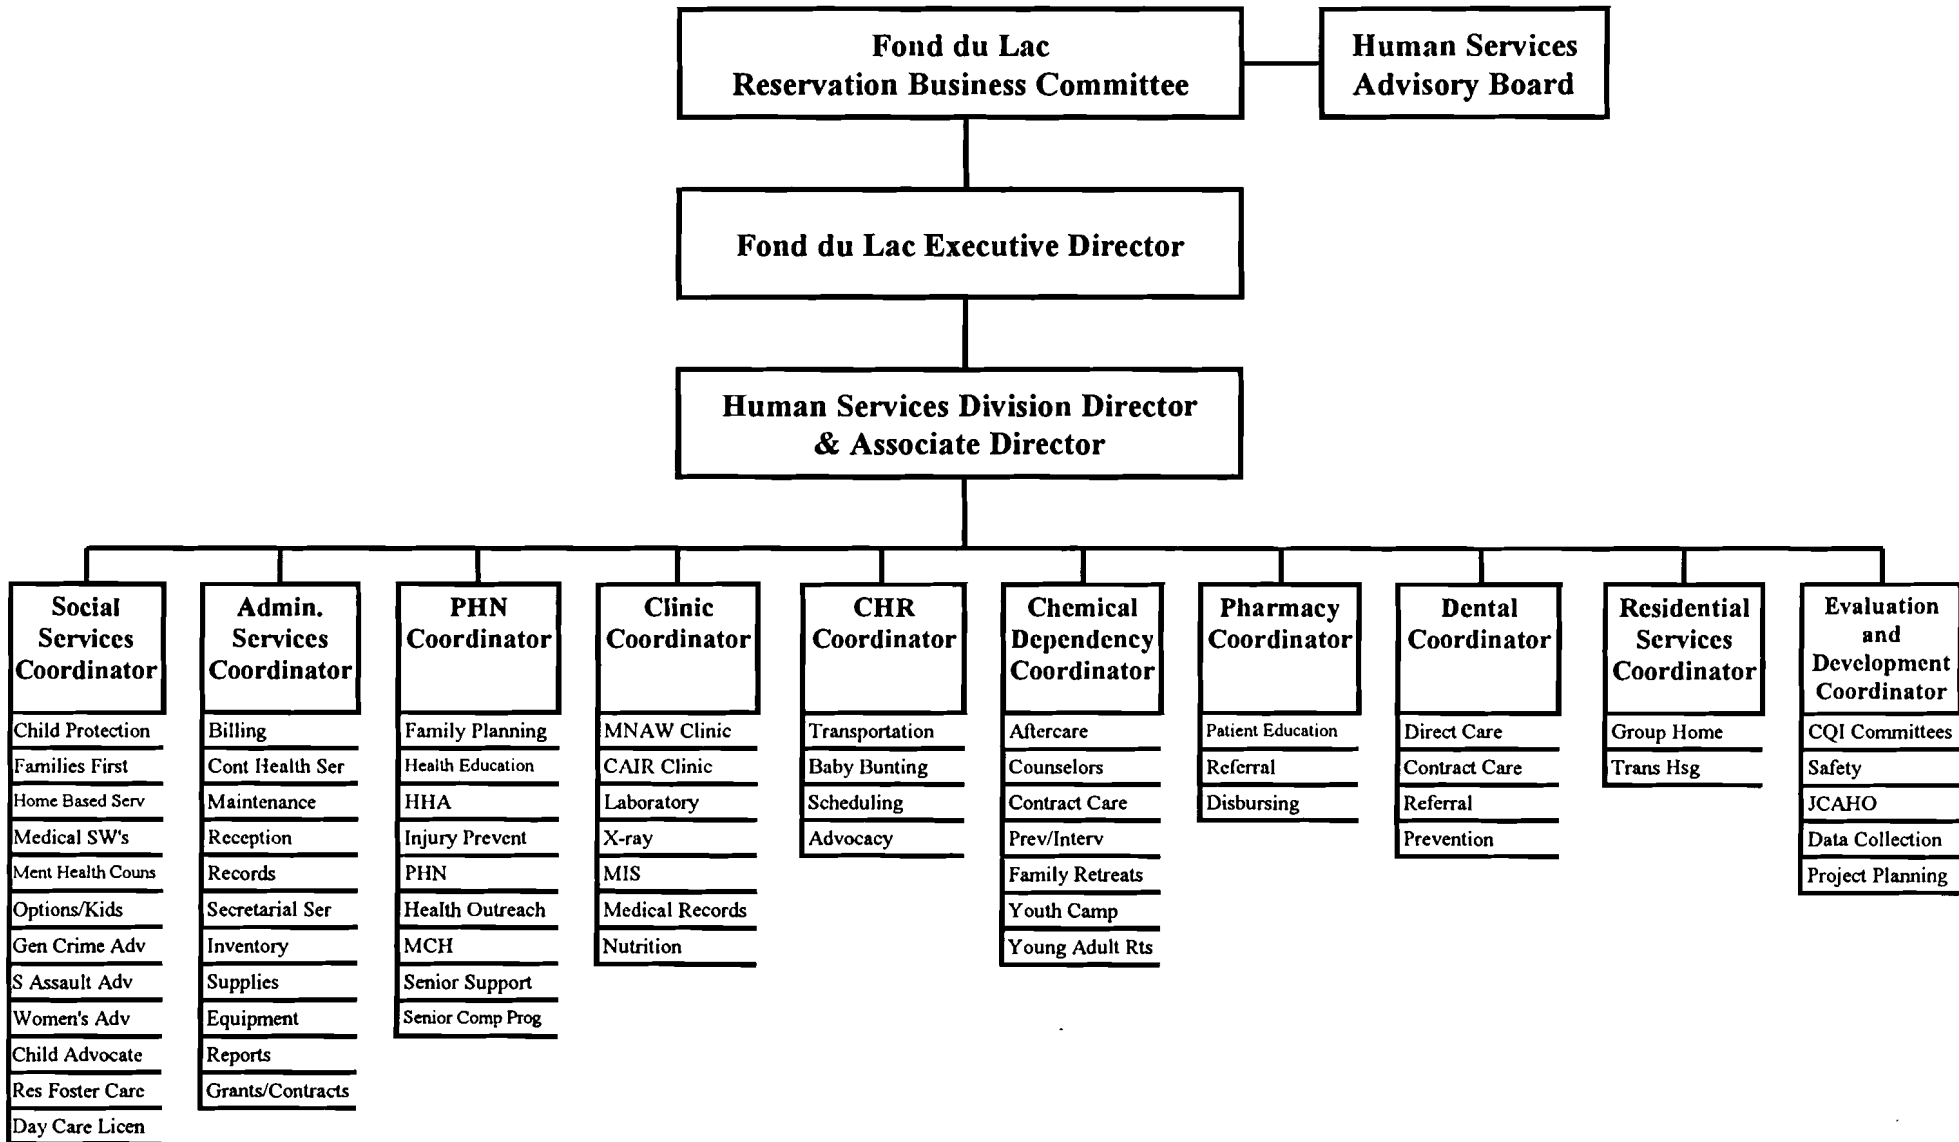 Fond du Lac
Reservation Business Committee
Human Services
Advisory Board
Fond du Lac Executive Director
Human Services Division Director
& Associate Director
Social
Services
Coordinator
Child Protection
Families First
Home Based Serv
Medical SW's
Ment Health Couns
Options/Kids
Gen Crime Adv
S Assault Adv
Women's Adv
Child Advocate
Res Foster Care
Day Care Licen
Admin.
Services
Coordinator
Billing
Cont Health Ser
Maintenance
Reception
Records
Secretarial Ser
Inventory
Supplies
Equipment
Reports
Grants/Contracts
PHN
Coordinator
Family Planning
Health Education
HHA
Injury Prevent
PHN
Health Outreach
MCH
Senior Support
Senior Comp Prog
Clinic
Coordinator
MNAW Clinic
CAIR Clinic
Laboratory
X-ray
MIS
Medical Records
Nutrition
CHR
Coordinator
Transportation
Baby Bunting
Scheduling
Advocacy
Chemical
Dependency
Coordinator
Aftercare
Counselors
Contract Care
Prev/Interv
Family Retreats
Youth Camp
Young Adult Rts
Pharmacy
Coordinator
Patient Education
Referral
Disbursing
Dental
Coordinator
Direct Care
Contract Care
Referral
Prevention
Residential
Services
Coordinator
Group Home
Trans Hsg
Evaluation
and
Development
Coordinator
CQI Committees
Safety
JCAHO
Data Collection
Project Planning